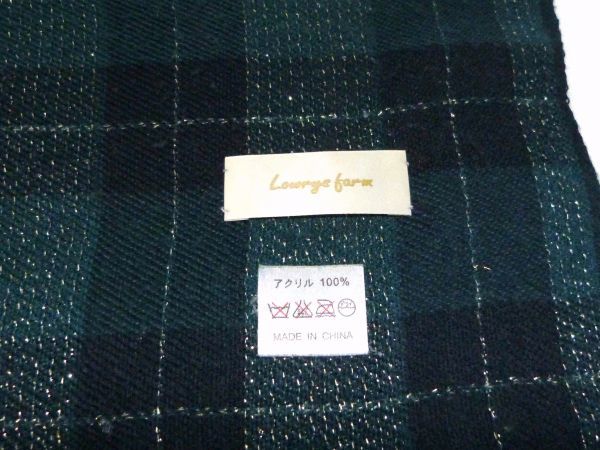 Lowrys farm
アクリル 100%
MADE IN CHINA